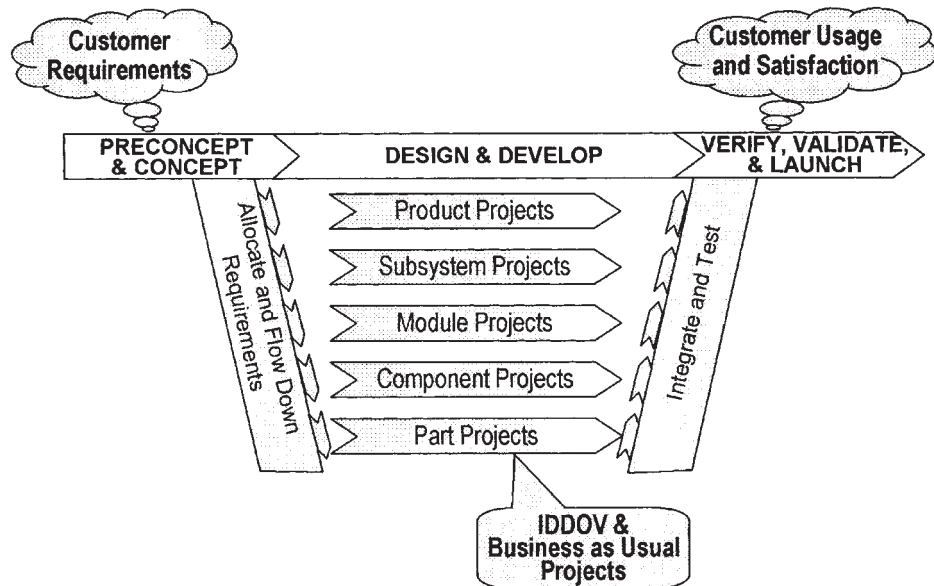 Customer
Requirements
Customer Usage
and Satisfaction
PRECONCEPT
& CONCEPT
DESIGN & DEVELOP
VERIFY, VALIDATE,
& LAUNCH
Allocate and Flow Down
Requirements
Product Projects
Subsystem Projects
Module Projects
Component Projects
Part Projects
Integrate and Test
IDDOV &
Business as Usual
Projects